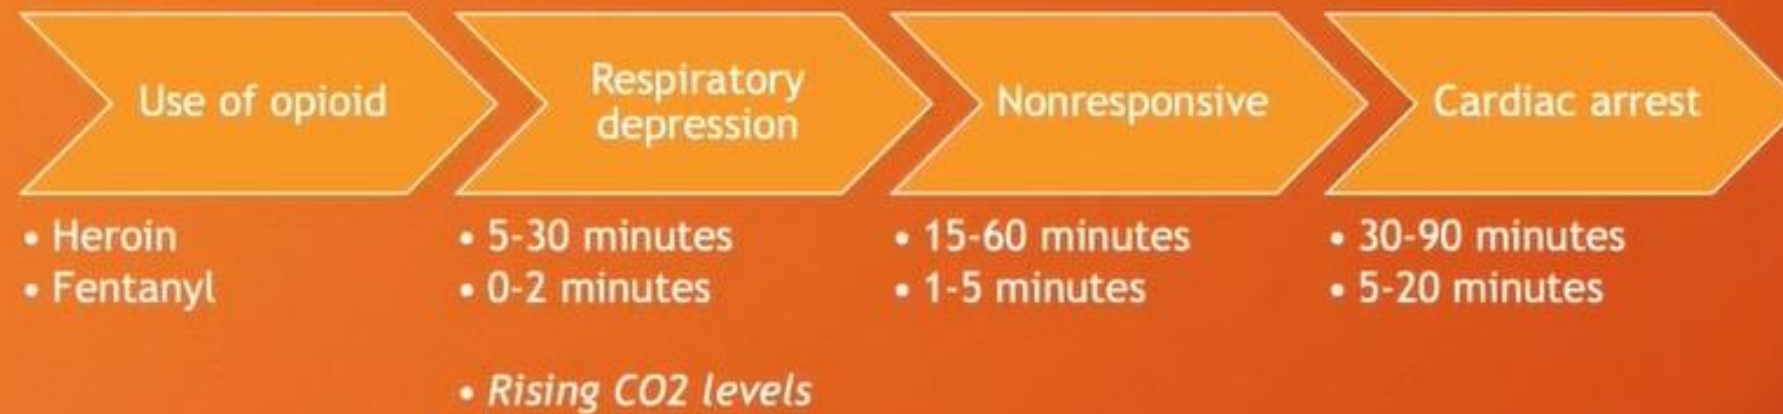 Use of opioid
Respiratory
depression
Nonresponsive
Cardiac arrest
• Heroin
• Fentanyl
• 5-30 minutes
• 0-2 minutes
• Rising CO2 levels
• 15-60 minutes
• 1-5 minutes
• 30-90 minutes
• 5-20 minutes